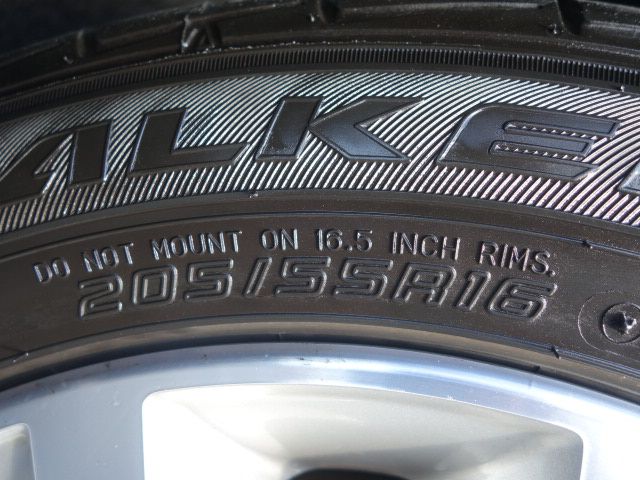 ALKE
DO NOT MOUNT ON 16.5 INCH RIMS.
205/55R16